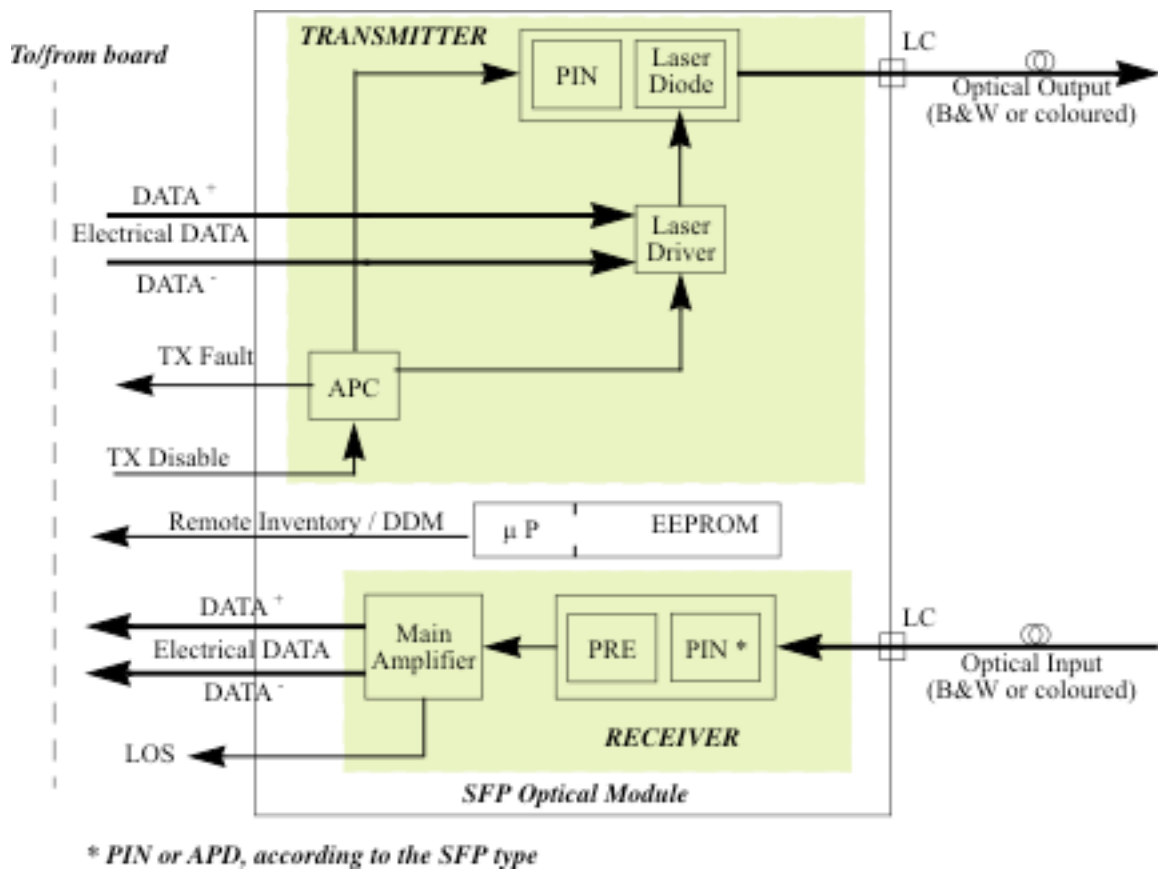 To/from board
TRANSMITTER
PIN
Laser
Diode
LC
Optical Output
(B&W or coloured)
DATA +
Electrical DATA
DATA -
Laser
Driver
TX Fault
APC
TX Disable
Remote Inventory / DDM
μ P
EEPROM
DATA +
Electrical DATA
DATA -
Main
Amplifier
PRE
PIN *
LC
Optical Input
(B&W or coloured)
LOS
RECEIVER
SFP Optical Module
* PIN or APD, according to the SFP type